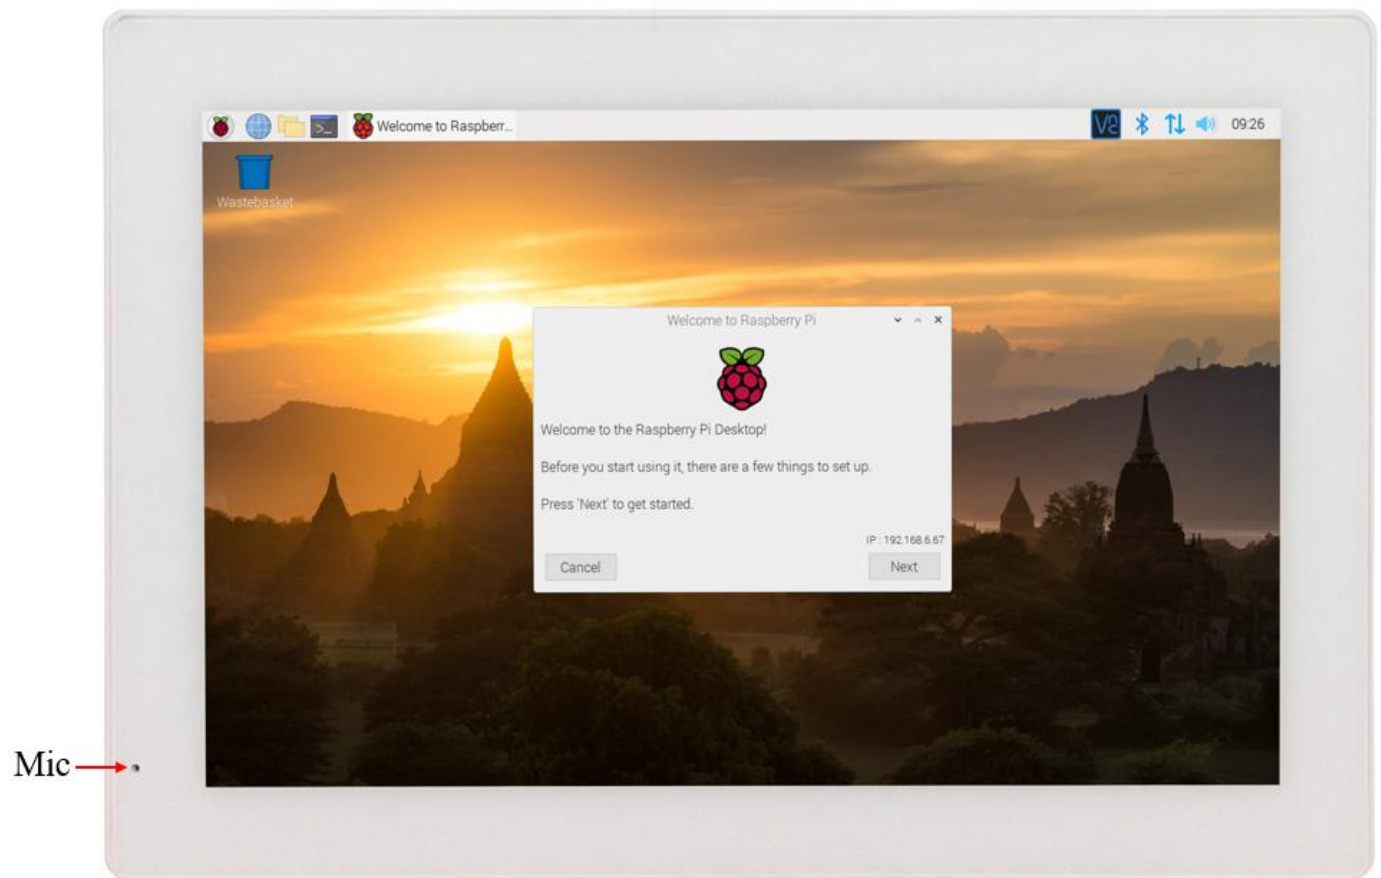 Welcome to Raspberr...
VNC
09:26
Wastebasket
Welcome to Raspberry Pi
Welcome to the Raspberry Pi Desktop!
Before you start using it, there are a few things to set up.
Press 'Next' to get started.
IP : 192.168.6.67
Cancel
Next
Mic